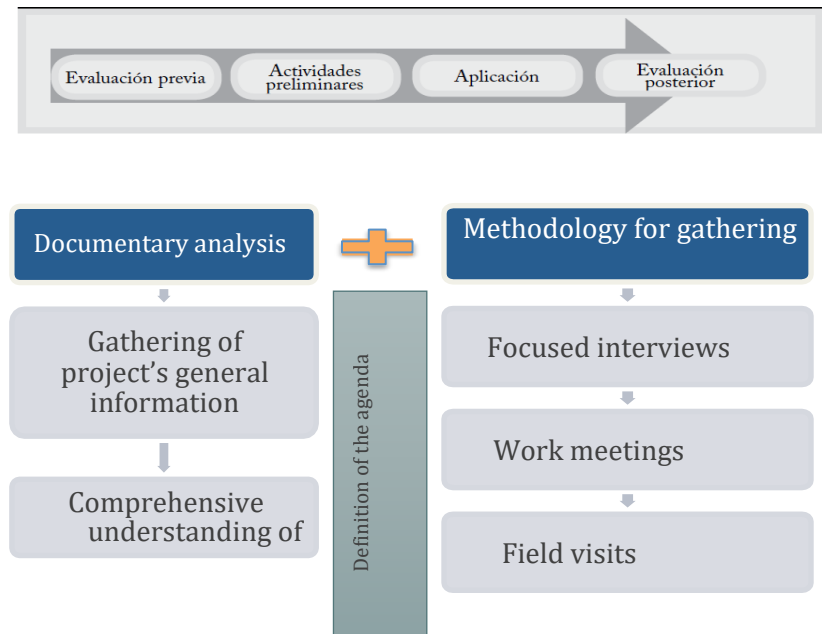 Evaluación previa
Actividades
preliminares
Aplicación
Evaluación
posterior
Documentary analysis
Methodology for gathering
Gathering of
project’s general
information
Comprehensive
understanding of
Definition of the agenda
Focused interviews
Work meetings
Field visits